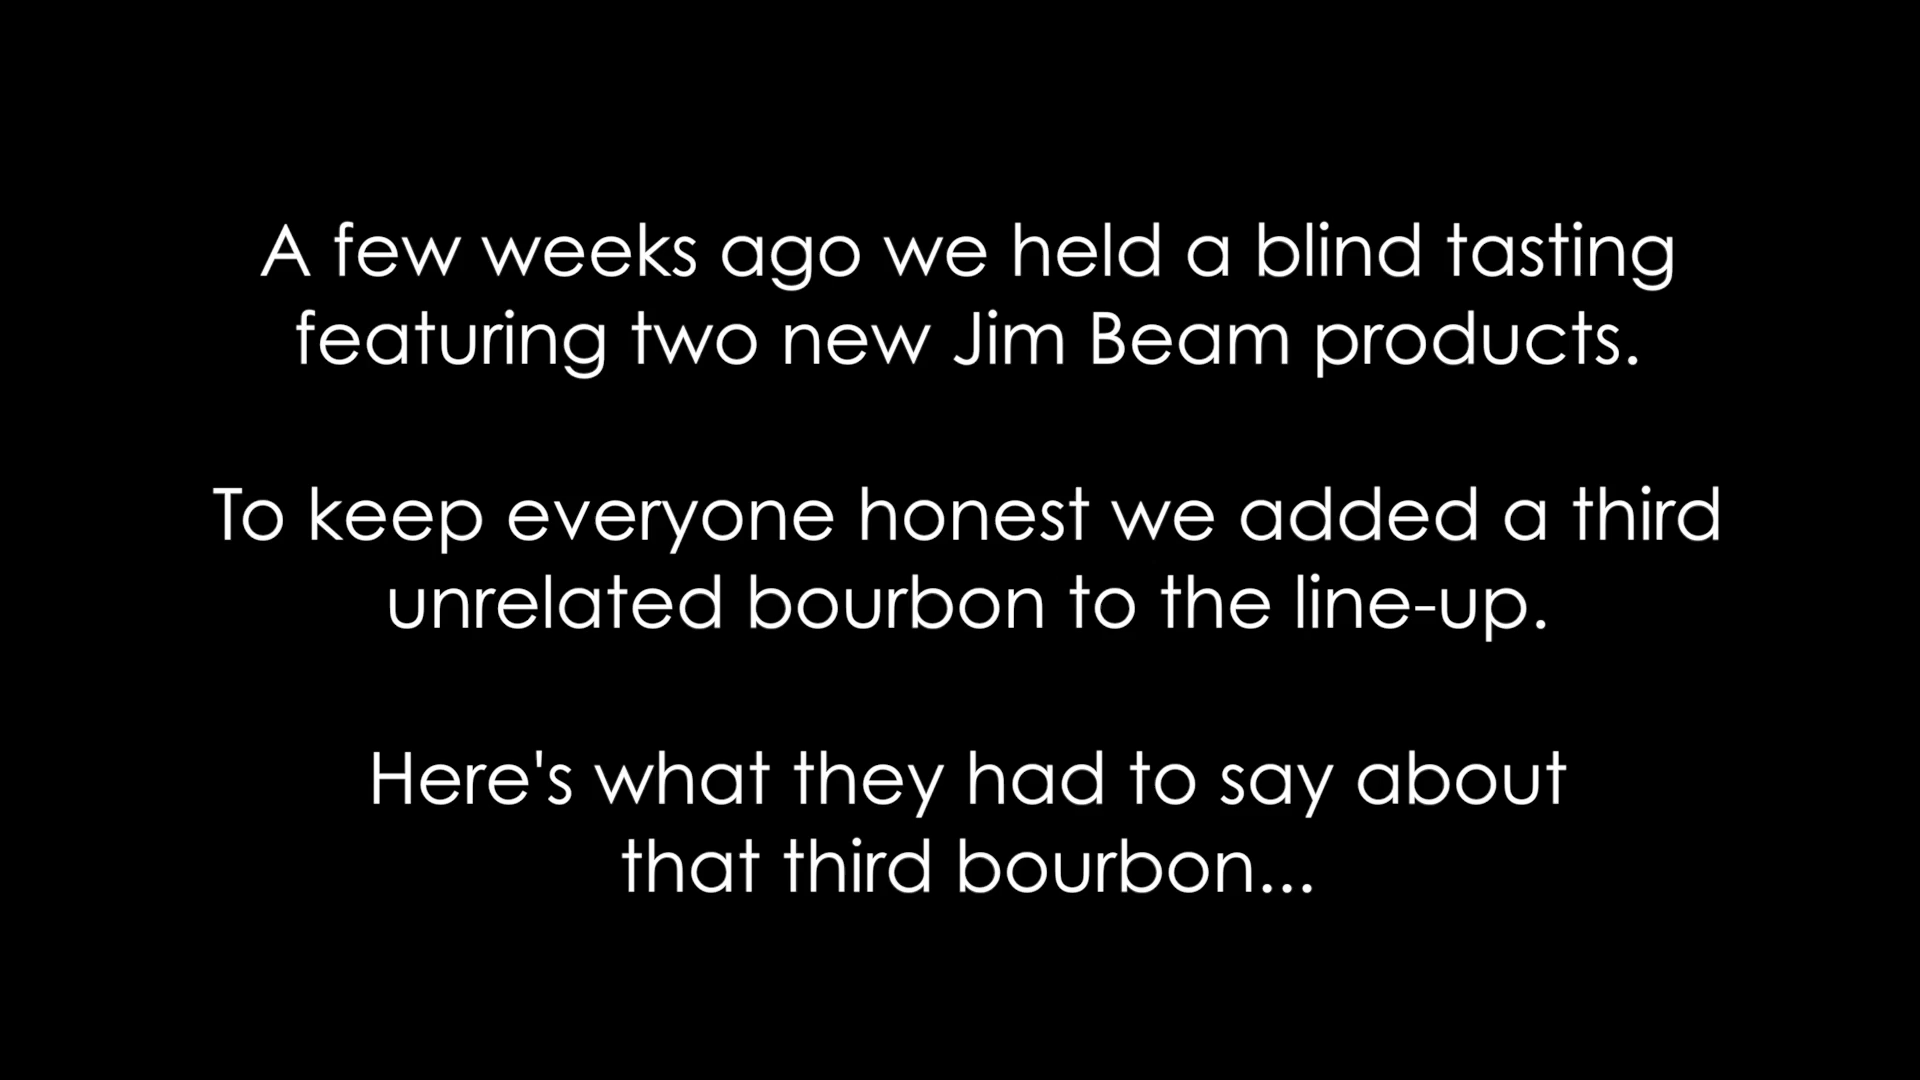 A few weeks ago we held a blind tasting
featuring two new Jim Beam products.
To keep everyone honest we added a third
unrelated bourbon to the line-up.
Here's what they had to say about
that third bourbon...